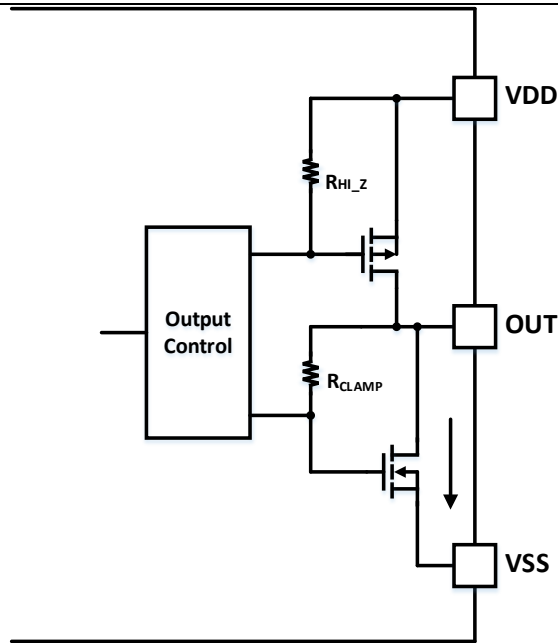 VDD
RHI_Z
Output
Control
OUT
RCLAMP
VSS